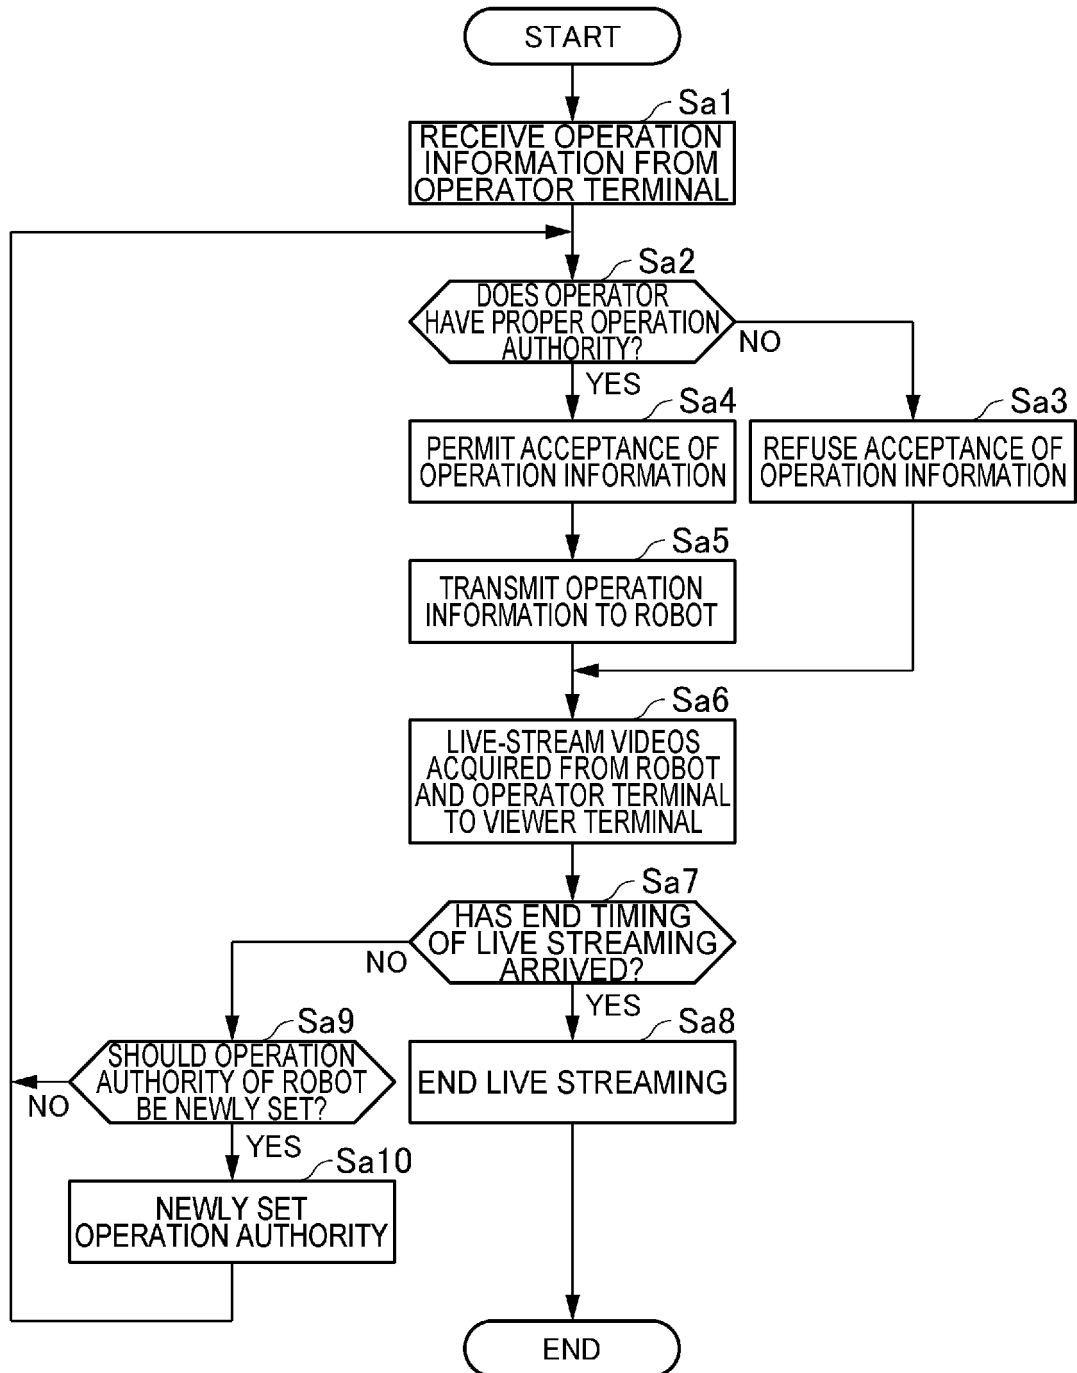 START
Sa1
RECEIVE OPERATION
INFORMATION FROM
OPERATOR TERMINAL
Sa2
DOES OPERATOR
HAVE PROPER OPERATION
AUTHORITY?
NO
YES
Sa4
PERMIT ACCEPTANCE OF
OPERATION INFORMATION
Sa3
REFUSE ACCEPTANCE OF
OPERATION INFORMATION
Sa5
TRANSMIT OPERATION
INFORMATION TO ROBOT
Sa6
LIVE-STREAM VIDEOS
ACQUIRED FROM ROBOT
AND OPERATOR TERMINAL
TO VIEWER TERMINAL
Sa7
HAS END TIMING
OF LIVE STREAMING
ARRIVED?
NO
YES
Sa9
SHOULD OPERATION
AUTHORITY OF ROBOT
BE NEWLY SET?
NO
YES
Sa8
END LIVE STREAMING
Sa10
NEWLY SET
OPERATION AUTHORITY
END